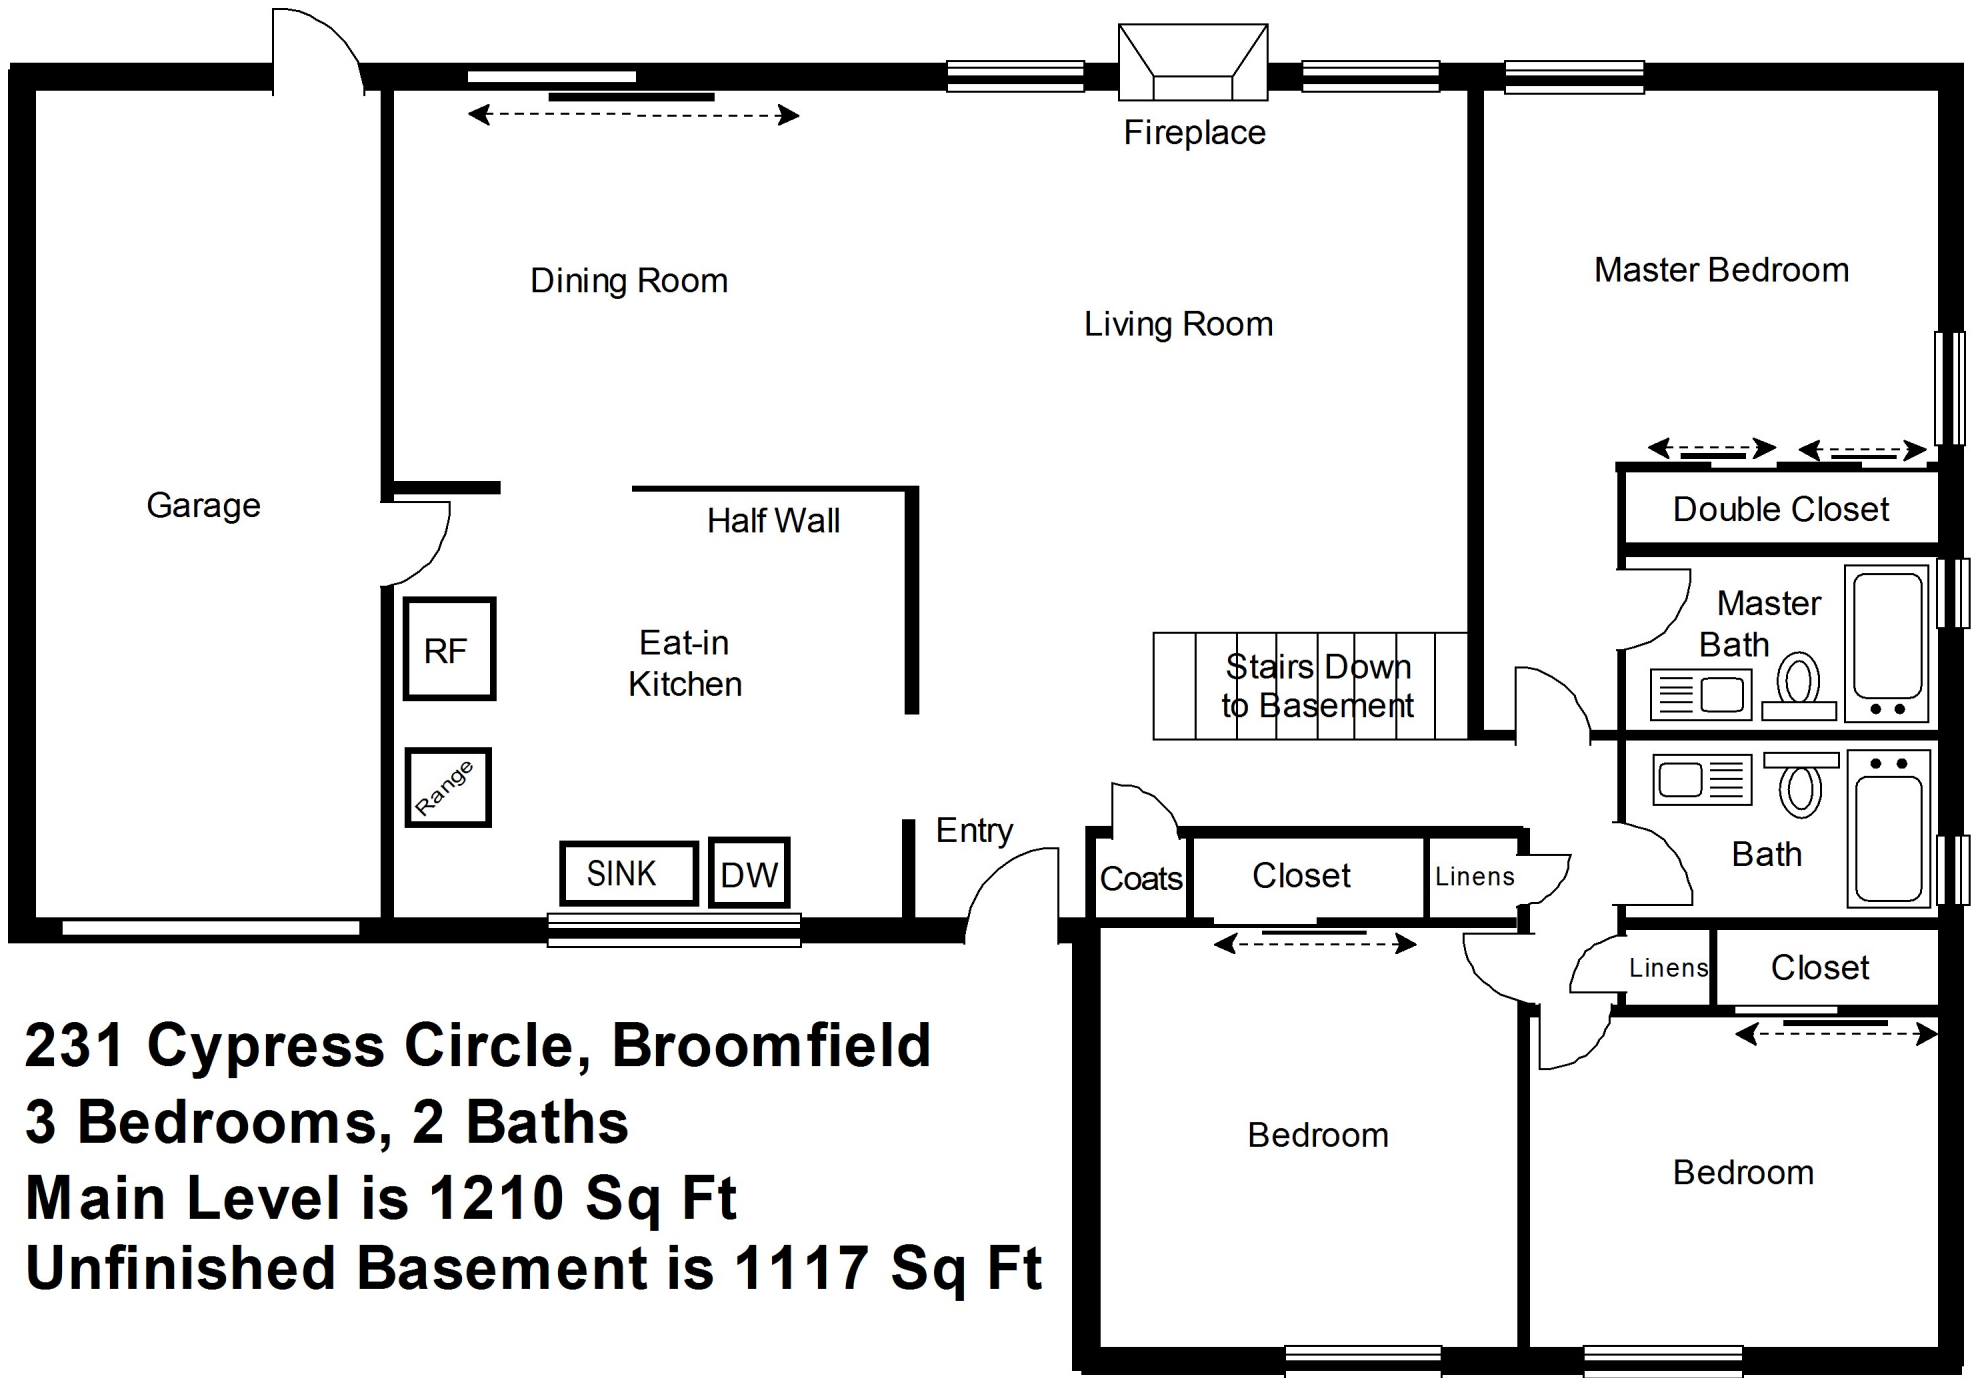 Fireplace
Dining Room
Living Room
Master Bedroom
Garage
Half Wall
Double Closet
Eat-in
Kitchen
RF
Stairs Down
to Basement
Master
Bath
Range
Entry
SINK
DW
Coats
Closet
Linens
Bath
Linens
Closet
231 Cypress Circle, Broomfield
3 Bedrooms, 2 Baths
Main Level is 1210 Sq Ft
Unfinished Basement is 1117 Sq Ft
Bedroom
Bedroom